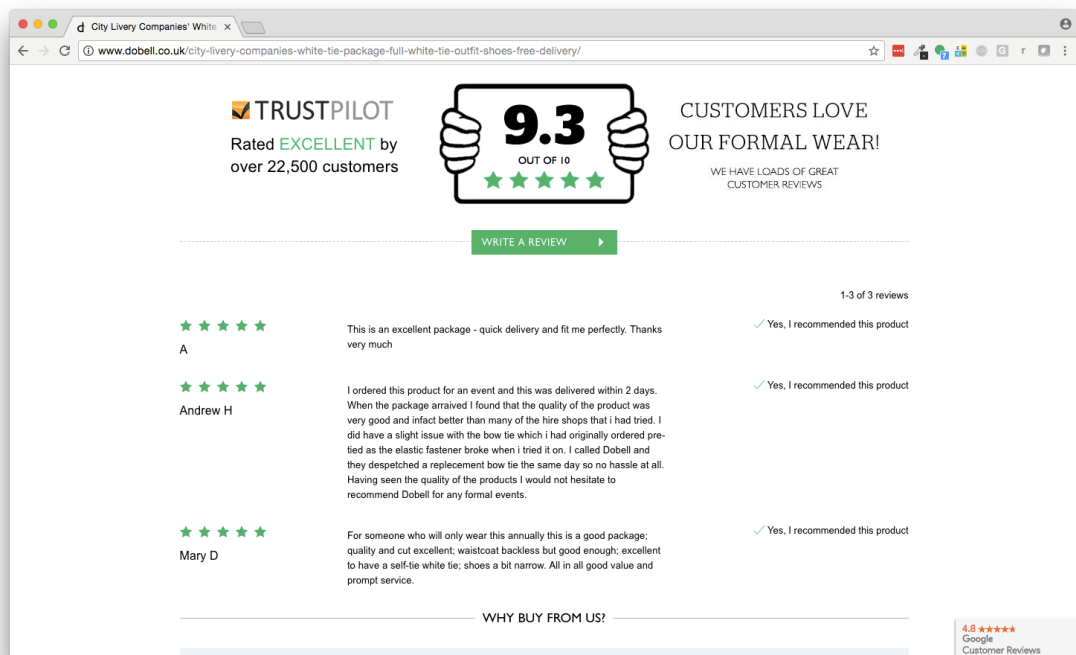 City Livery Companies' White
www.dobell.co.uk/city-livery-companies-white-tie-package-full-white-tie-outfit-shoes-free-delivery/
TRUSTPILOT
Rated EXCELLENT by
over 22,500 customers
9.3
OUT OF 10
CUSTOMERS LOVE
OUR FORMAL WEAR!
WE HAVE LOADS OF GREAT
CUSTOMER REVIEWS
WRITE A REVIEW
1-3 of 3 reviews
A
This is an excellent package - quick delivery and fit me perfectly. Thanks
very much
Yes, I recommended this product
Andrew H
I ordered this product for an event and this was delivered within 2 days.
When the package arraived I found that the quality of the product was
very good and infact better than many of the hire shops that i had tried. I
did have a slight issue with the bow tie which i had originally ordered pre-
tied as the elastic fastener broke when i tried it on. I called Dobell and
they despetched a replecement bow tie the same day so no hassle at all.
Having seen the quality of the products I would not hesitate to
recommend Dobell for any formal events.
Yes, I recommended this product
Mary D
For someone who will only wear this annually this is a good package;
quality and cut excellent; waistcoat backless but good enough; excellent
to have a self-tie white tie; shoes a bit narrow. All in all good value and
prompt service.
Yes, I recommended this product
WHY BUY FROM US?
4.8
Google
Customer Reviews